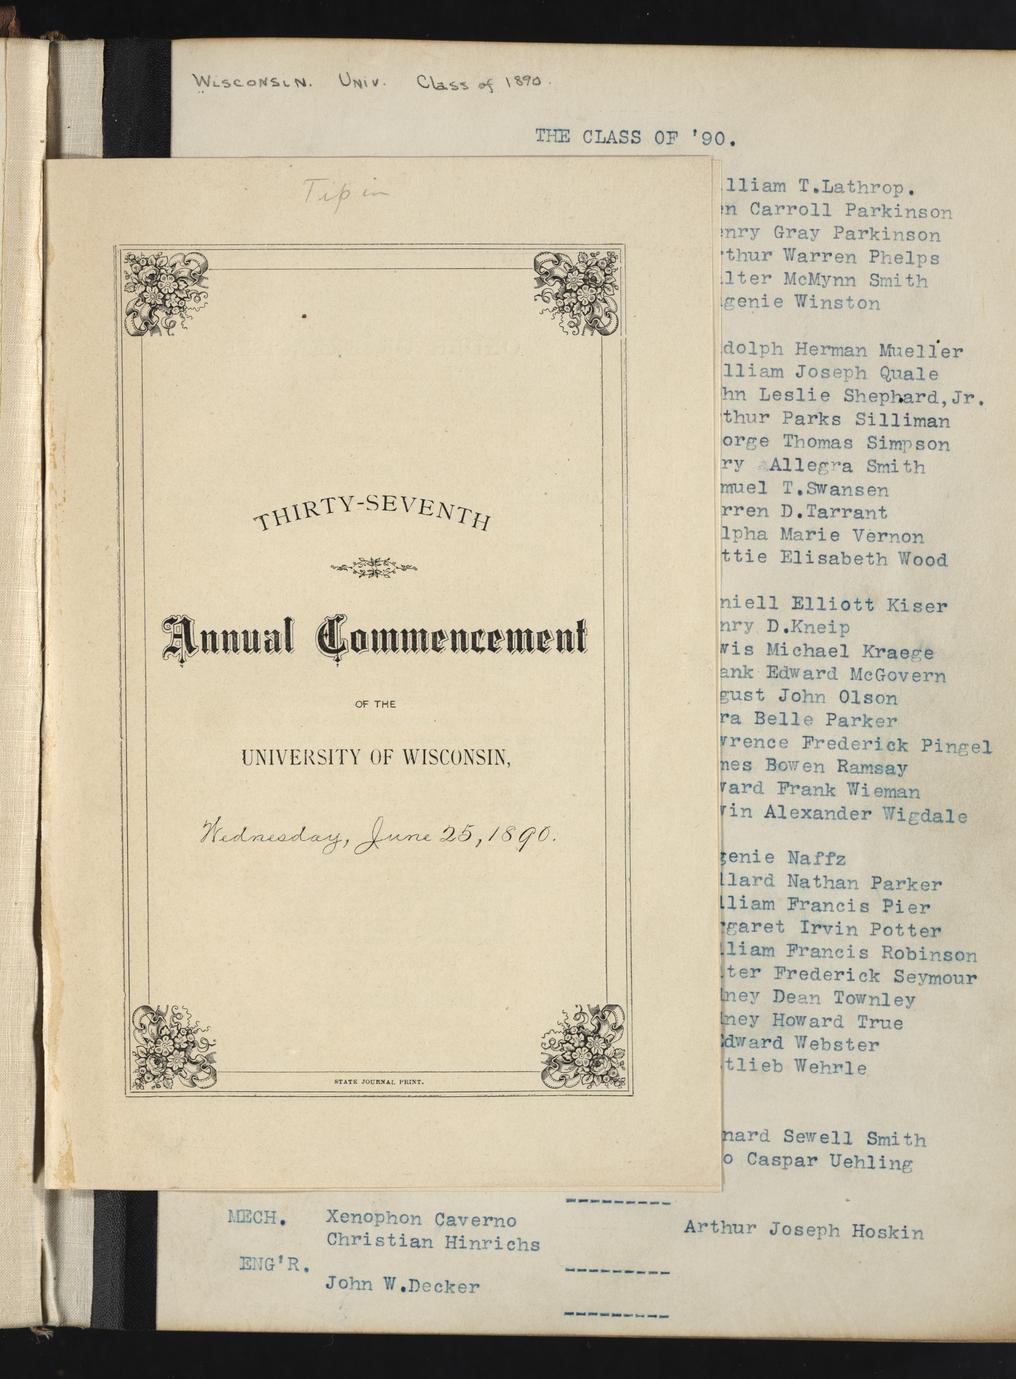 Wisconsin. Univ. Class of 1890.
THE CLASS OF '90.
Tip in
THIRTY-SEVENTH
Annual Commencement
OF THE
UNIVERSITY OF WISCONSIN,
Wednesday, June 25, 1890.
STATE JOURNAL PRINT.
lliam T.Lathrop.
n Carroll Parkinson
nry Gray Parkinson
thur Warren Phelps
lter McMynn Smith
genie Winston
dolph Herman Mueller
lliam Joseph Quale
hn Leslie Shephard,Jr.
thur Parks Silliman
orge Thomas Simpson
ry Allegra Smith
muel T.Swansen
rren D.Tarrant
lpha Marie Vernon
ttie Elisabeth Wood
niell Elliott Kiser
nry D.Kneip
wis Michael Kraege
ank Edward McGovern
gust John Olson
ra Belle Parker
wrence Frederick Pingel
mes Bowen Ramsay
ward Frank Wieman
win Alexander Wigdale
genie Naffz
llard Nathan Parker
lliam Francis Pier
rgaret Irvin Potter
lliam Francis Robinson
lter Frederick Seymour
dney Dean Townley
dney Howard True
Edward Webster
ttlieb Wehrle
nard Sewell Smith
o Caspar Uehling
MECH. Xenophon Caverno
Christian Hinrichs
Arthur Joseph Hoskin
ENG'R.
John W.Decker